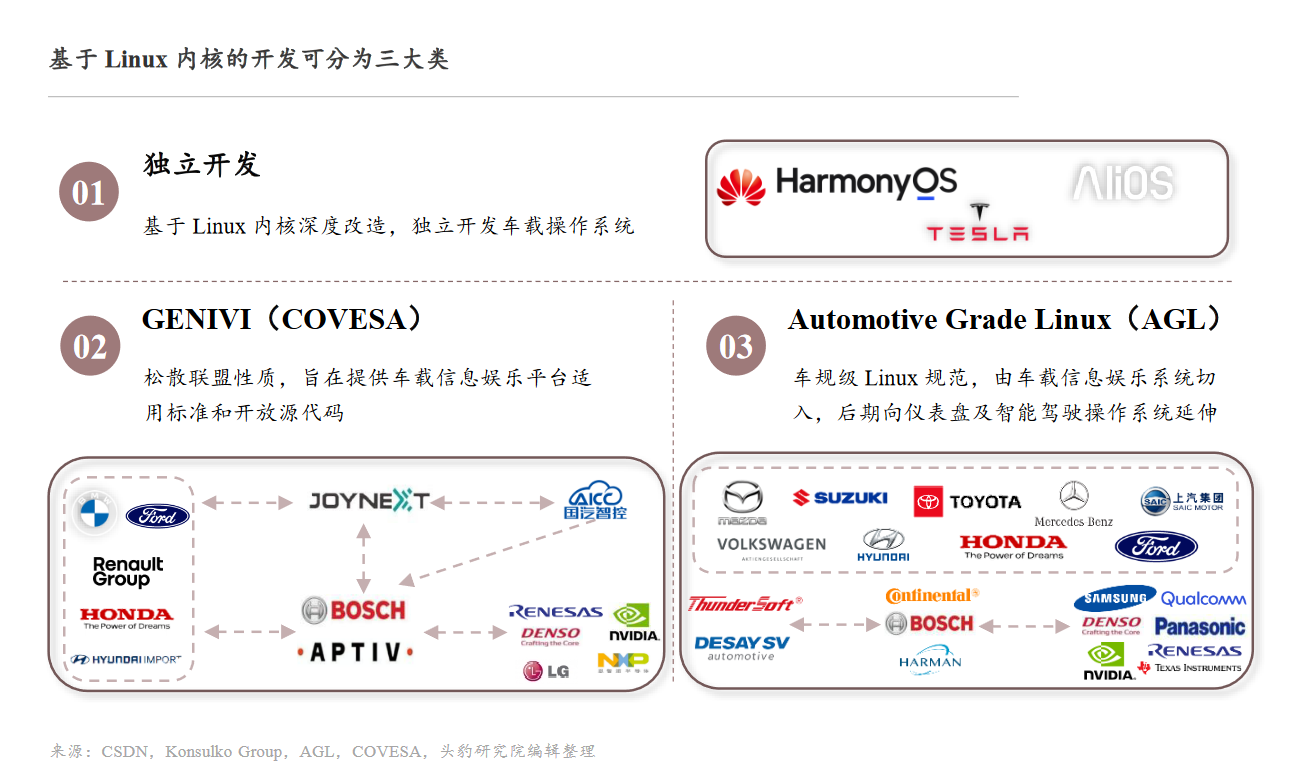 基于 Linux 内核的开发可分为三大类
01
独立开发
基于 Linux 内核深度改造，独立开发车载操作系统
HarmonyOS
AliOS
TESLA
02
GENIVI（COVESA）
松散联盟性质，旨在提供车载信息娱乐平台适
用标准和开放源代码
03
Automotive Grade Linux（AGL）
车规级 Linux 规范，由车载信息娱乐系统切
入，后期向仪表盘及智能驾驶操作系统延伸
Ford
Renault
Group
HONDA
The Power of Dreams
HYUNDAI IMPORT
JOYNEXT
AICC
国汽智控
BOSCH
APTIV
RENESAS
DENSO
Crafting the Core
NVIDIA
LG
NXP
mazda
SUZUKI
TOYOTA
Mercedes Benz
SAIC
上汽集团
SAIC MOTOR
VOLKSWAGEN
AKTIENGESELLSCHAFT
HYUNDAI
HONDA
The Power of Dreams
Ford
ThunderSoft®
DESAY SV
automotive
Continental
BOSCH
HARMAN
SAMSUNG
Qualcomm
DENSO
Crafting the Core
Panasonic
NVIDIA.
RENESAS
TEXAS INSTRUMENTS
来源：CSDN，Konsulko Group，AGL，COVESA，头豹研究院编辑整理